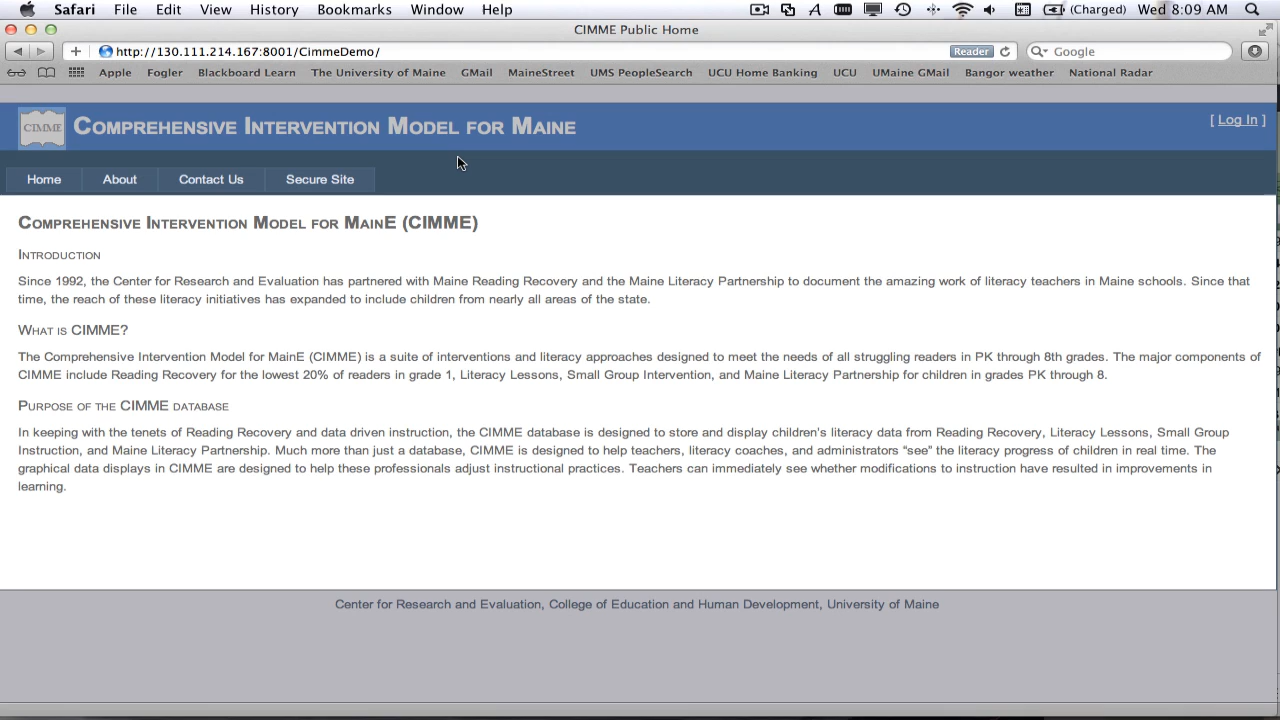 Safari File Edit View History Bookmarks Window Help (Charged) Wed 8:09 AM
CIMME Public Home
http://130.111.214.167:8001/CimmeDemo/ Reader Google
Apple Fogler Blackboard Learn The University of Maine GMail MaineStreet UMS PeopleSearch UCU Home Banking UCU UMaine GMail Bangor weather National Radar
CIMME Comprehensive Intervention Model for Maine [ Log In ]
Home About Contact Us Secure Site
Comprehensive Intervention Model for MainE (CIMME)
Introduction
Since 1992, the Center for Research and Evaluation has partnered with Maine Reading Recovery and the Maine Literacy Partnership to document the amazing work of literacy teachers in Maine schools. Since that
time, the reach of these literacy initiatives has expanded to include children from nearly all areas of the state.
What is CIMME?
The Comprehensive Intervention Model for MainE (CIMME) is a suite of interventions and literacy approaches designed to meet the needs of all struggling readers in PK through 8th grades. The major components of
CIMME include Reading Recovery for the lowest 20% of readers in grade 1, Literacy Lessons, Small Group Intervention, and Maine Literacy Partnership for children in grades PK through 8.
Purpose of the CIMME database
In keeping with the tenets of Reading Recovery and data driven instruction, the CIMME database is designed to store and display children's literacy data from Reading Recovery, Literacy Lessons, Small Group
Instruction, and Maine Literacy Partnership. Much more than just a database, CIMME is designed to help teachers, literacy coaches, and administrators “see” the literacy progress of children in real time. The
graphical data displays in CIMME are designed to help these professionals adjust instructional practices. Teachers can immediately see whether modifications to instruction have resulted in improvements in
learning.
Center for Research and Evaluation, College of Education and Human Development, University of Maine